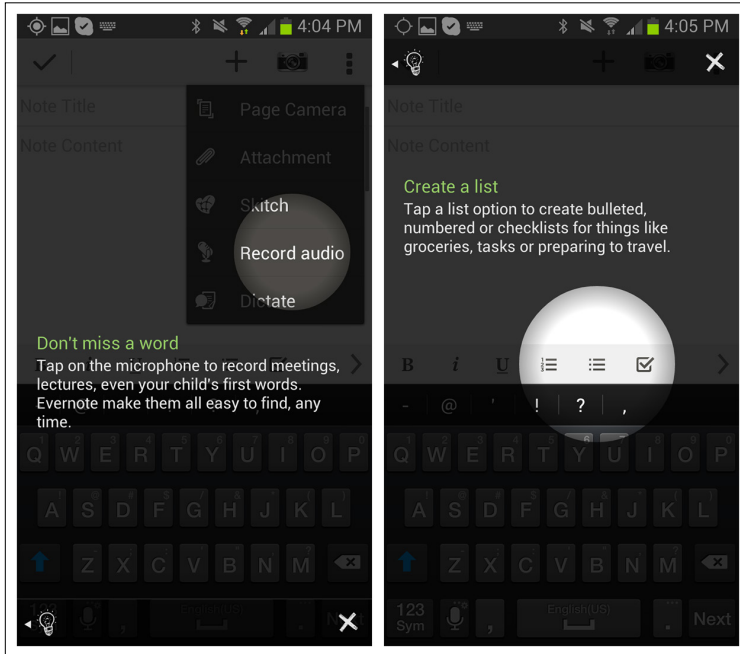 4:04 PM
Note Title
Note Content
Page Camera
Attachment
Skitch
Record audio
Dictate
Don't miss a word
Tap on the microphone to record meetings,
lectures, even your child's first words.
Evernote make them all easy to find, any
time.
Q W E R T Y U I O P
A S D F G H J K L
Z X C V B N M
123
Sym
English(US)
4:05 PM
Note Title
Note Content
Create a list
Tap a list option to create bulleted,
numbered or checklists for things like
groceries, tasks or preparing to travel.
B i U
- @ ' ! ? ,
Q W E R T Y U I O P
A S D F G H J K L
Z X C V B N M
123
Sym , English(US) . Next